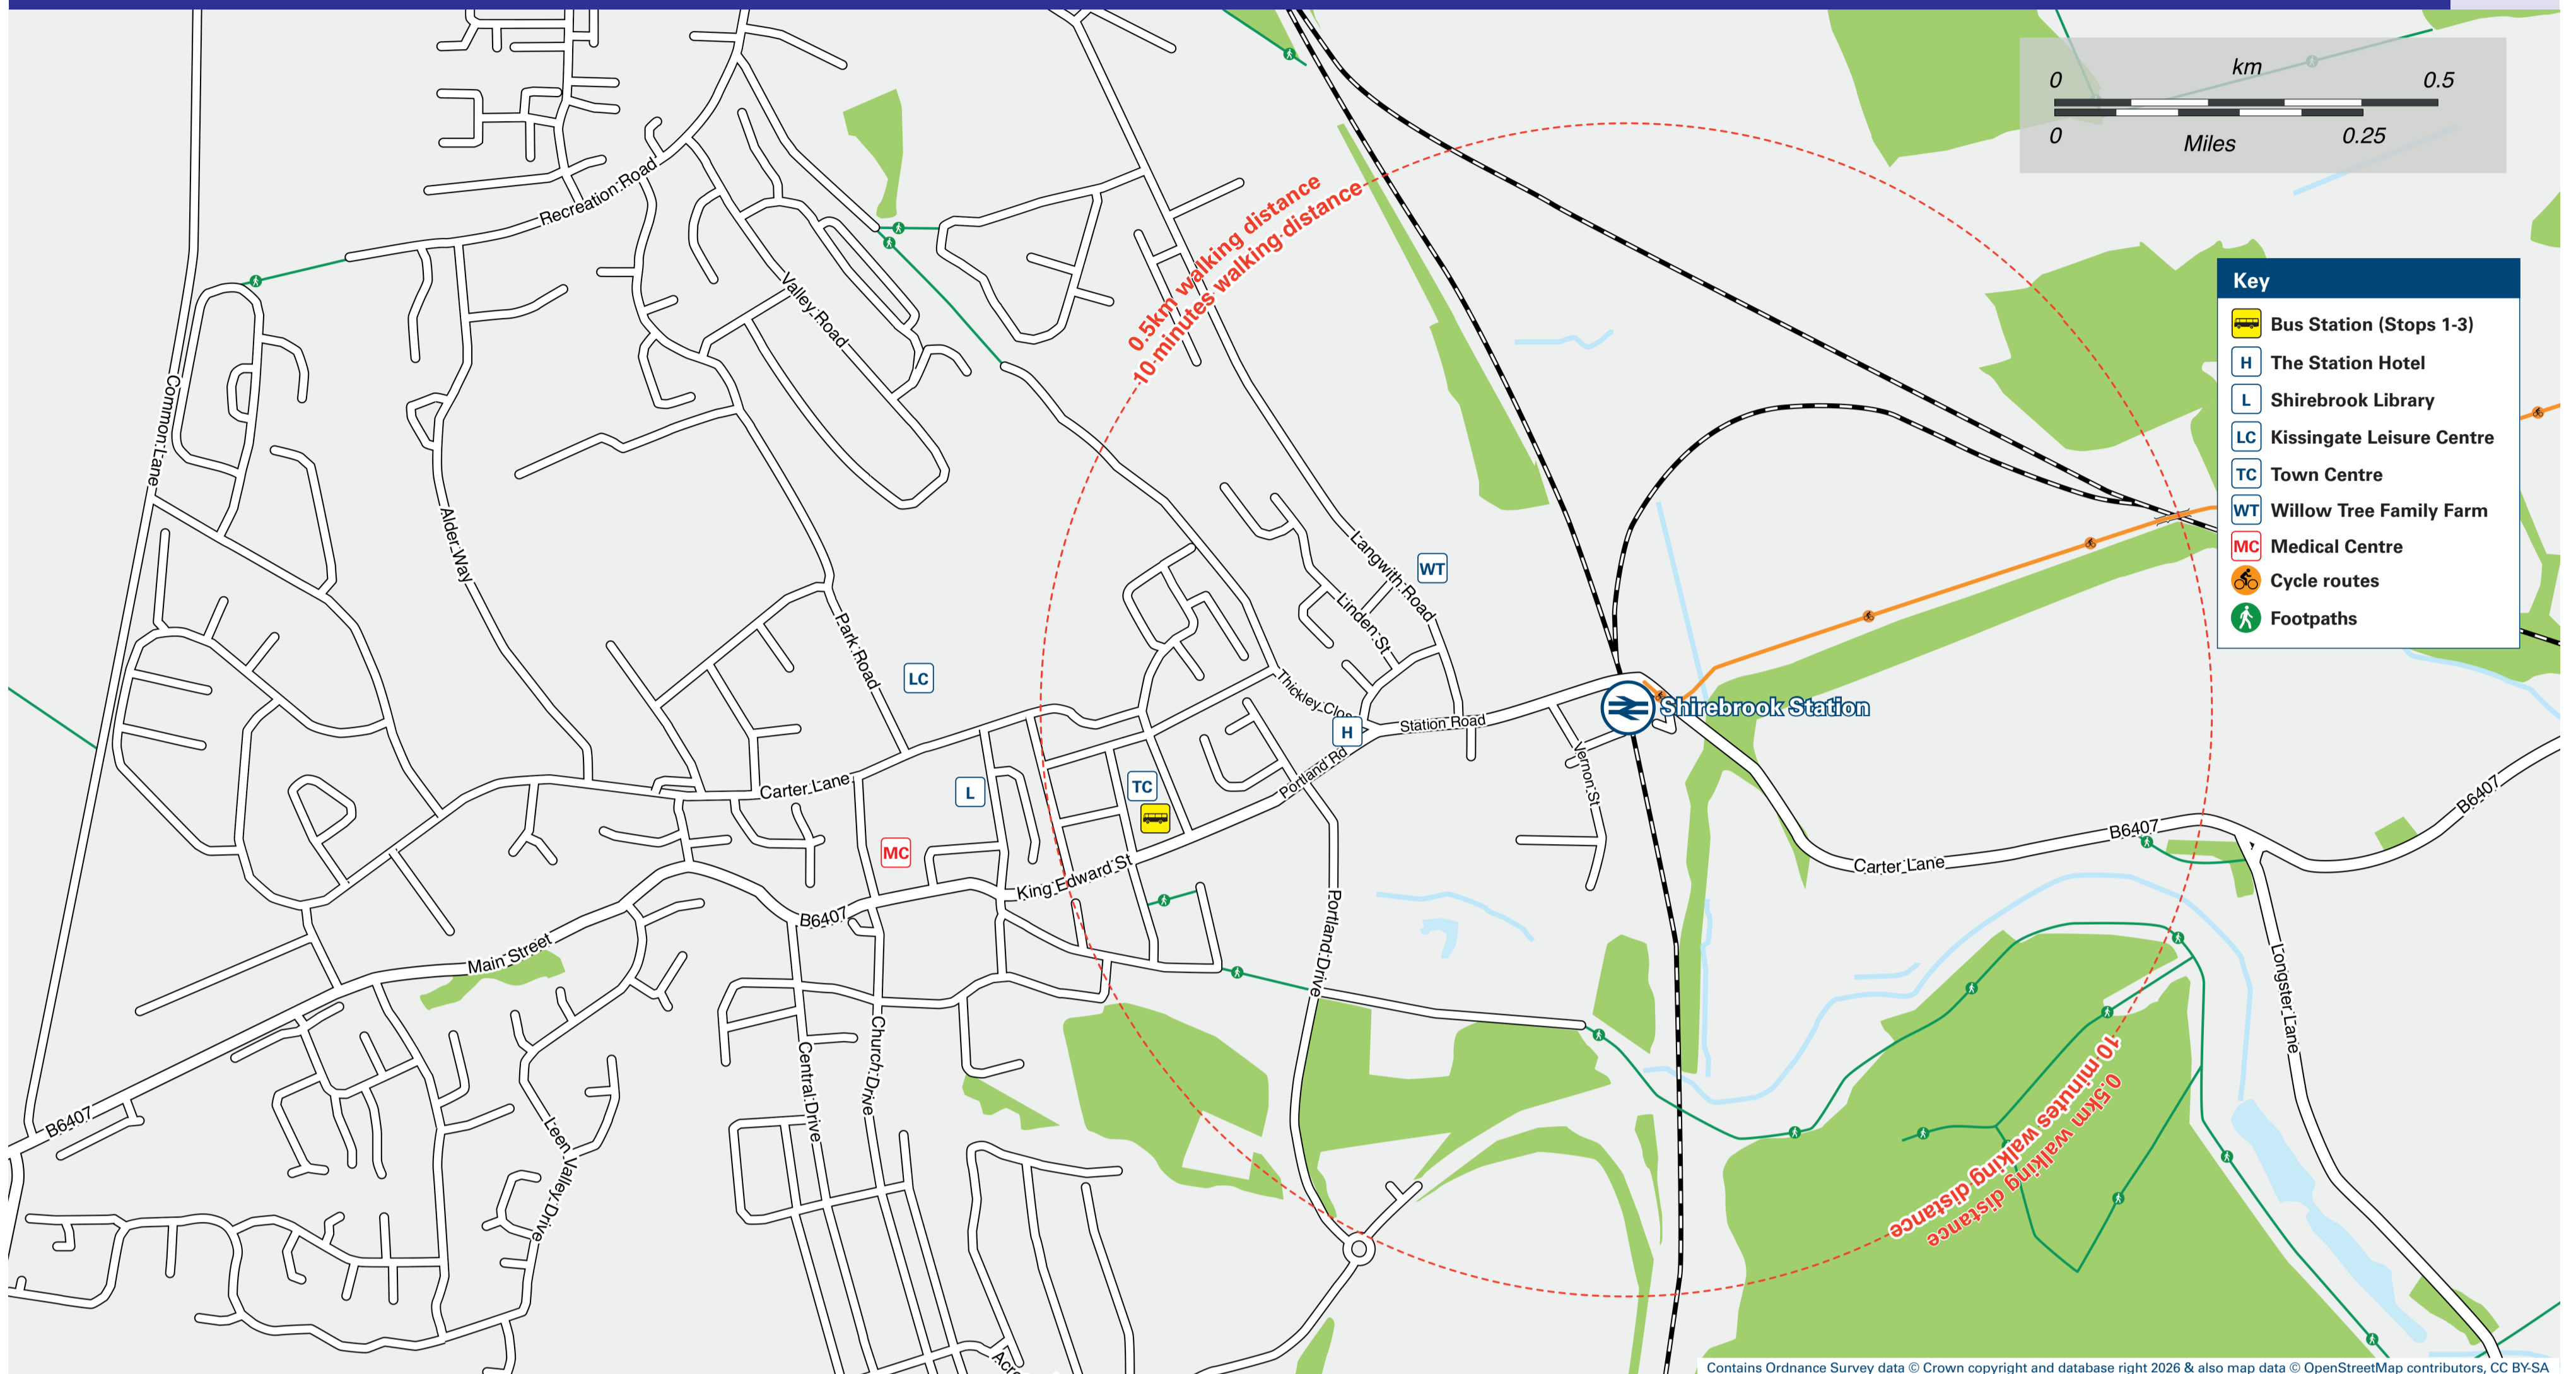 km
0
0.5
0
0.25
Miles
Key
Bus Station (Stops 1-3)
H
The Station Hotel
L
Shirebrook Library
LC
Kissingate Leisure Centre
TC
Town Centre
WT
Willow Tree Family Farm
MC
Medical Centre
Cycle routes
Footpaths
Recreation Road
Valley Road
0.5km walking distance
10 minutes walking distance
Common Lane
Alder Way
Langwith Road
WT
Linden St
Park Road
LC
Thickley Clo
H
Station Road
Shirebrook Station
Portland Rd
Vernon St
Carter Lane
L
TC
MC
King Edward St
B6407
B6407
B6407
Carter Lane
Main Street
Portland Drive
Longster Lane
Central Drive
Church Drive
B6407
Leen Valley Drive
10 minutes walking distance
0.5km walking distance
Acre
Contains Ordnance Survey data © Crown copyright and database right 2026 & also map data © OpenStreetMap contributors, CC BY-SA